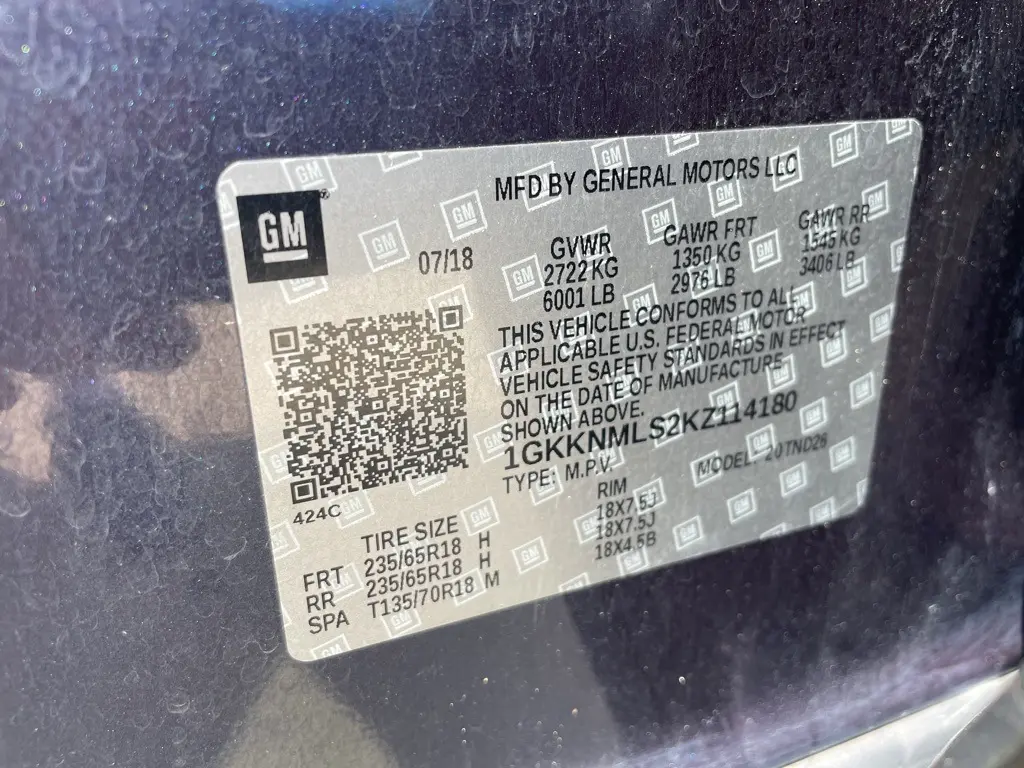 GM
MFD BY GENERAL MOTORS LLC
07/18
GVWR GAWR FRT GAWR RR
2722 KG 1350 KG 1545 KG
6001 LB 2976 LB 3406 LB
THIS VEHICLE CONFORMS TO ALL
APPLICABLE U.S. FEDERAL MOTOR
VEHICLE SAFETY STANDARDS IN EFFECT
ON THE DATE OF MANUFACTURE
SHOWN ABOVE.
1GKKNMLS2KZ114180
TYPE: M.P.V. MODEL: 20TND26
424C
TIRE SIZE RIM
FRT 235/65R18 H 18X7.5J
RR 235/65R18 H 18X7.5J
SPA T135/70R18 M 18X4.5B